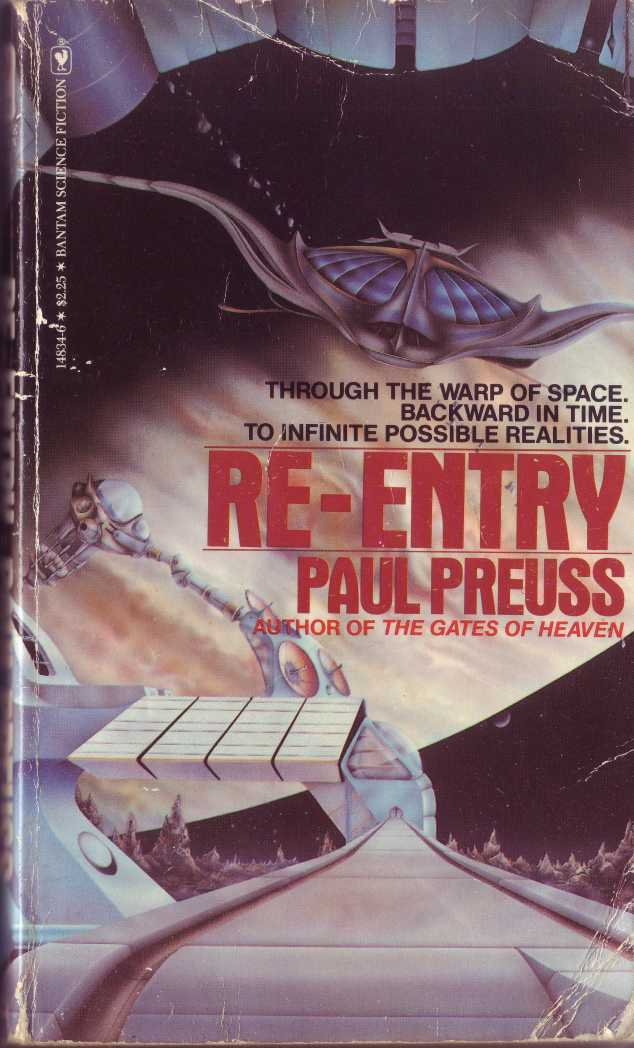 14834-6 ★ $2.25 ★ BANTAM SCIENCE FICTION
THROUGH THE WARP OF SPACE.
BACKWARD IN TIME.
TO INFINITE POSSIBLE REALITIES.
RE-ENTRY
PAUL PREUSS
AUTHOR OF THE GATES OF HEAVEN